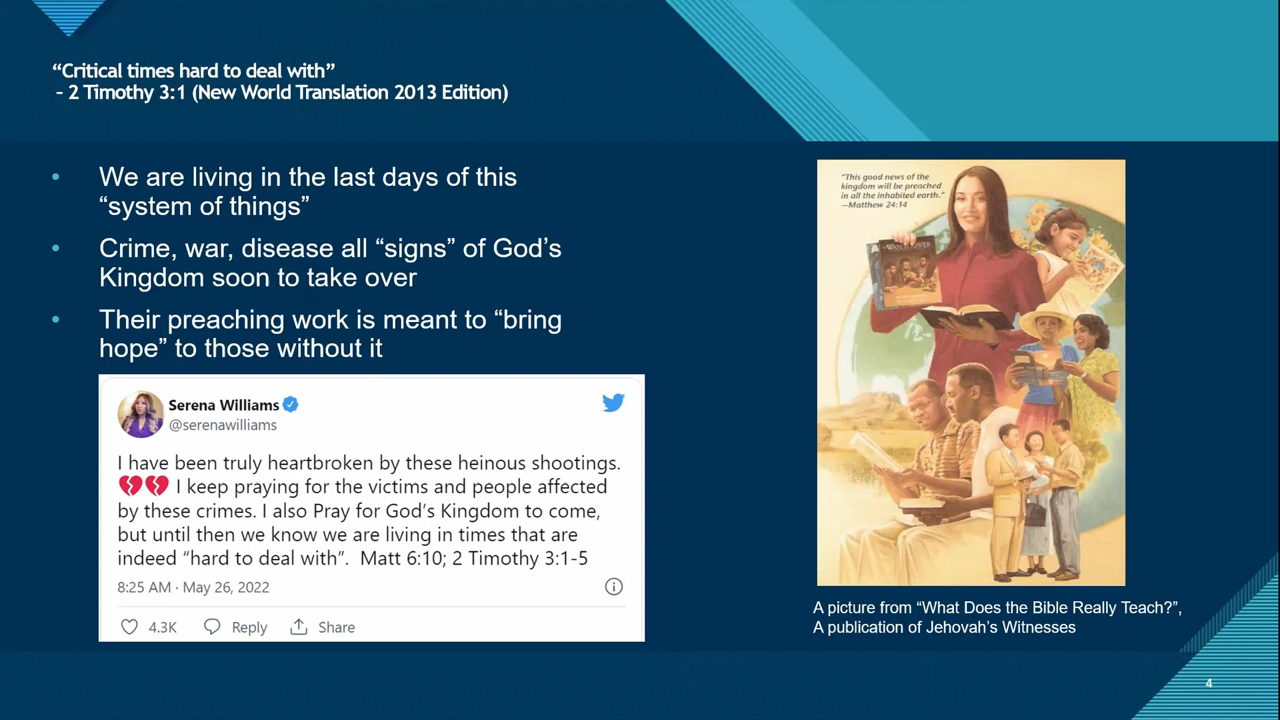 “Critical times hard to deal with”
– 2 Timothy 3:1 (New World Translation 2013 Edition)
• We are living in the last days of this
“system of things”
• Crime, war, disease all “signs” of God’s
Kingdom soon to take over
• Their preaching work is meant to “bring
hope” to those without it
Serena Williams
@serenawilliams
I have been truly heartbroken by these heinous shootings.
💔💔 I keep praying for the victims and people affected
by these crimes. I also Pray for God’s Kingdom to come,
but until then we know we are living in times that are
indeed “hard to deal with”.  Matt 6:10; 2 Timothy 3:1-5
8:25 AM · May 26, 2022
4.3K Reply Share
"This good news of the
kingdom will be preached
in all the inhabited earth."
—Matthew 24:14
A picture from “What Does the Bible Really Teach?”,
A publication of Jehovah’s Witnesses
4